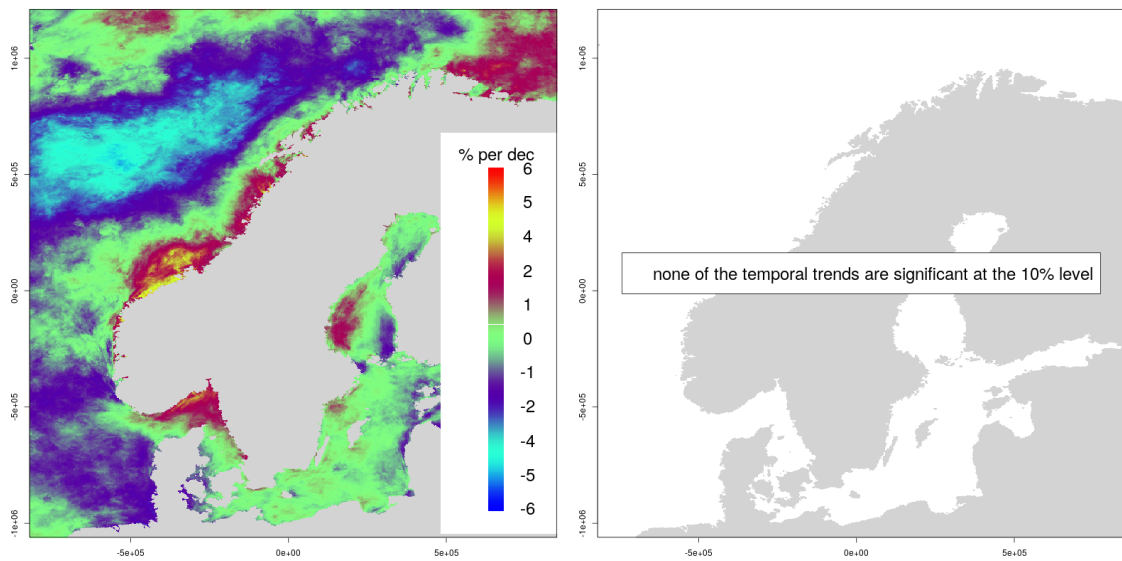 % per dec
6
4
2
1
0
-1
-2
-4
-5
-6
1e+06
5e+05
0e+00
-5e+05
-1e+06
-5e+05
0e+00
5e+05
1e+06
5e+05
0e+00
-5e+05
-1e+06
-5e+05
0e+00
5e+05
none of the temporal trends are significant at the 10% level